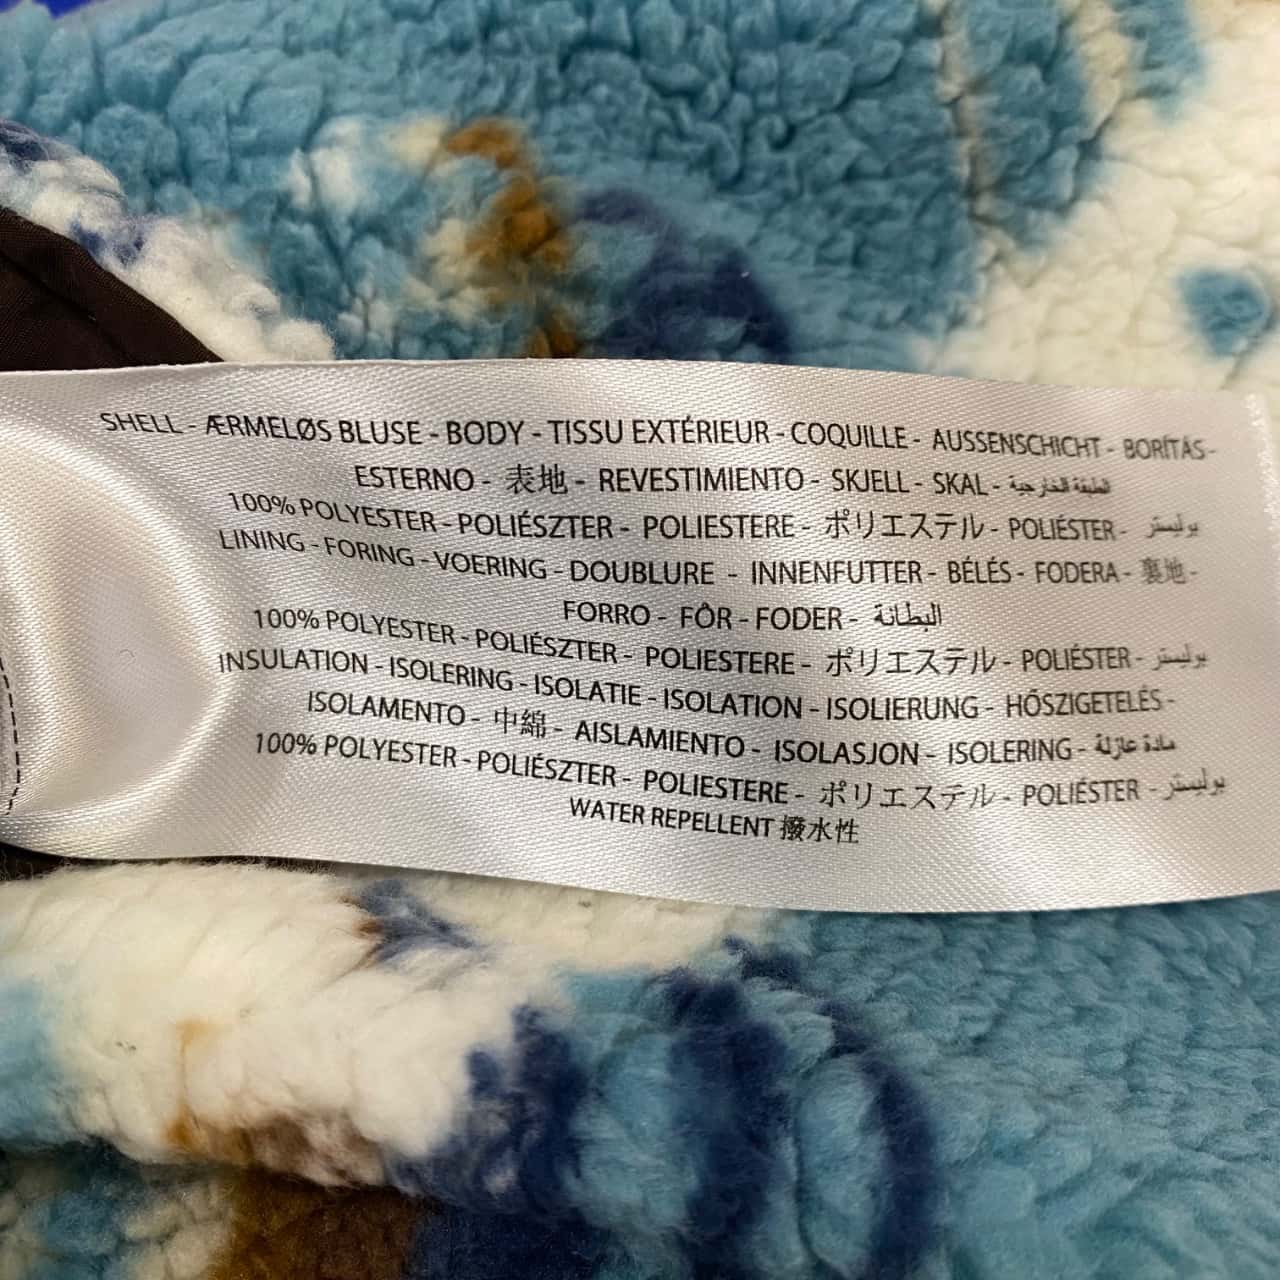 SHELL - ÆRMELØS BLUSE - BODY - TISSU EXTÉRIEUR - COQUILLE - AUSSENSCHICHT - BORÍTÁS -
ESTERNO - 表地 - REVESTIMIENTO - SKJELL - SKAL - الطبقة الخارجية
100% POLYESTER - POLIÉSZTER - POLIESTERE - ポリエステル - POLIÉSTER - بوليستر
LINING - FORING - VOERING - DOUBLURE - INNENFUTTER - BÉLÉS - FODERA - 裏地 -
FORRO - FÔR - FODER - البطانة
100% POLYESTER - POLIÉSZTER - POLIESTERE - ポリエステル - POLIÉSTER - بوليستر
INSULATION - ISOLERING - ISOLATIE - ISOLATION - ISOLIERUNG - HŐSZIGETELÉS -
ISOLAMENTO - 中綿 - AISLAMIENTO - ISOLASJON - ISOLERING - مادة عازلة
100% POLYESTER - POLIÉSZTER - POLIESTERE - ポリエステル - POLIÉSTER - بوليستر
WATER REPELLENT 撥水性